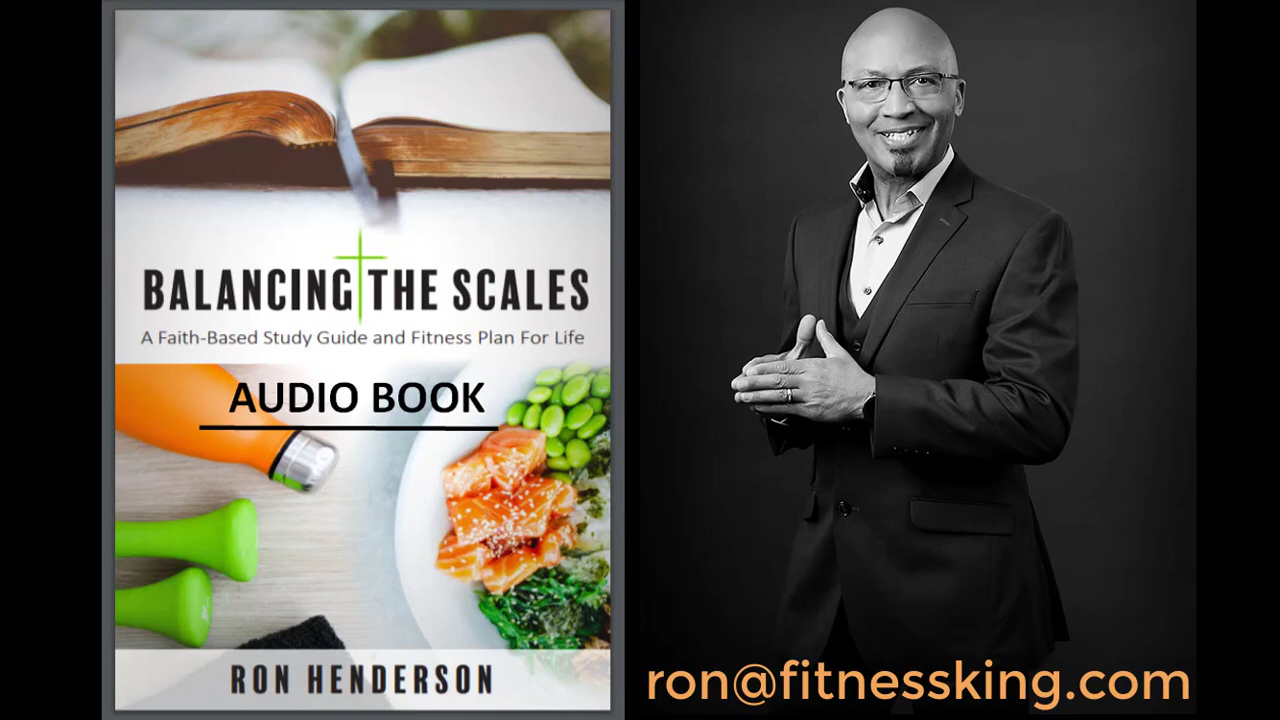 BALANCING THE SCALES
A Faith-Based Study Guide and Fitness Plan For Life
AUDIO BOOK
RON HENDERSON
ron@fitnessking.com